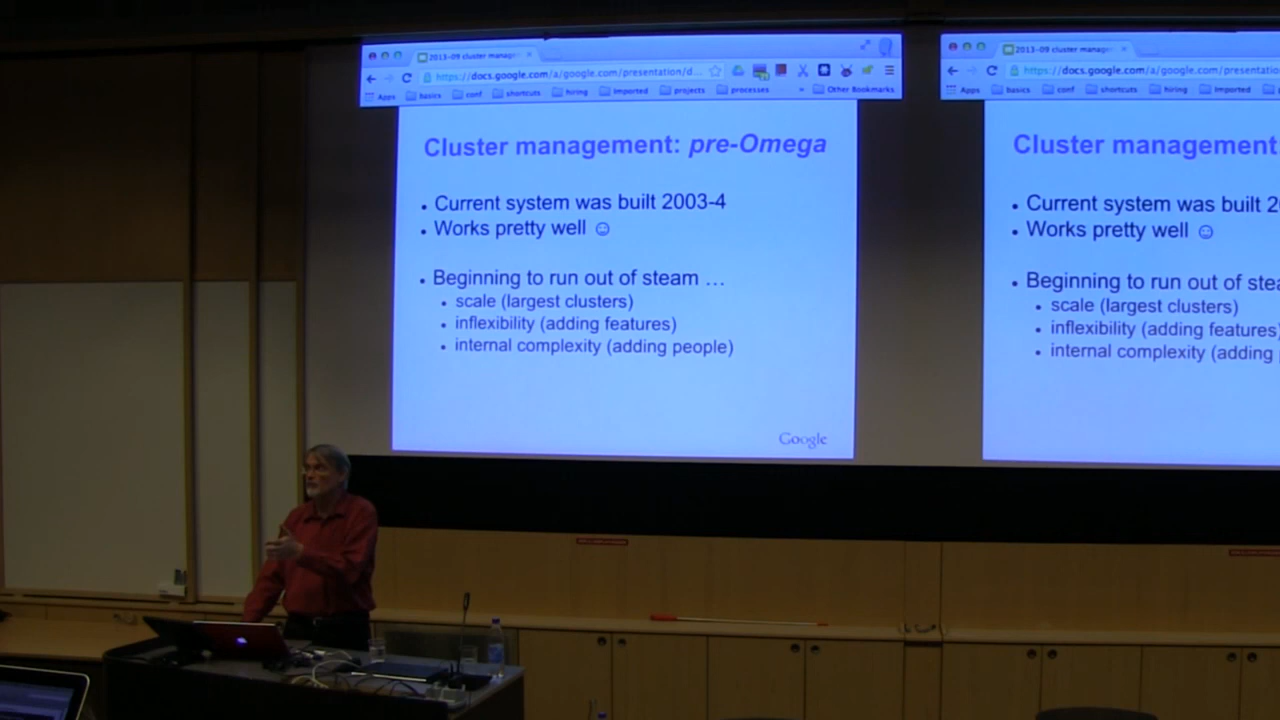 2013-09 cluster manag
https://docs.google.com/a/google.com/presentation/d...
Apps basics conf shortcuts hiring Imported projects processes » Other Bookmarks
Cluster management: pre-Omega
• Current system was built 2003-4
• Works pretty well ☺
• Beginning to run out of steam …
• scale (largest clusters)
• inflexibility (adding features)
• internal complexity (adding people)
Google
2013-09 cluster manag
https://docs.google.com/a/google.com/presentatio
Apps basics conf shortcuts hiring Imported
Cluster management:
• Current system was built 2
• Works pretty well ☺
• Beginning to run out of stea
• scale (largest clusters)
• inflexibility (adding features)
• internal complexity (adding